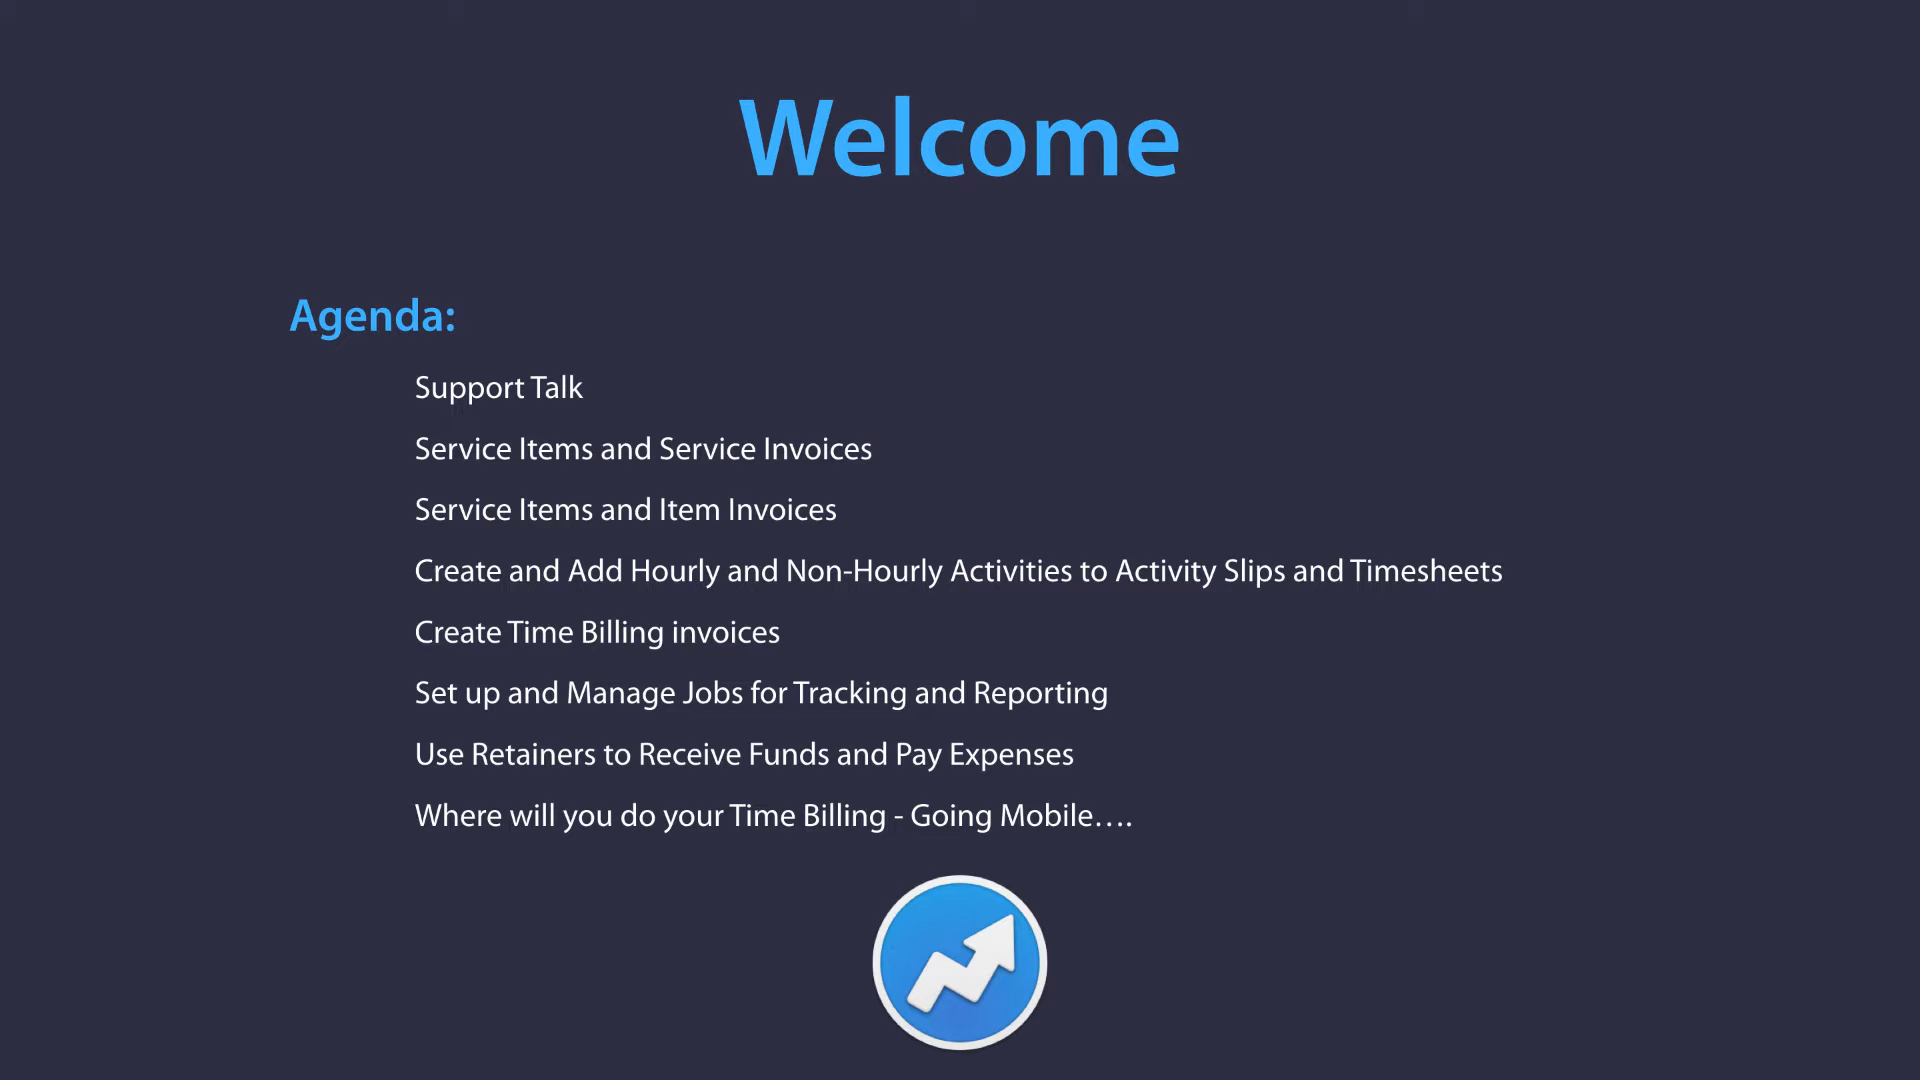 Welcome
Agenda:
Support Talk
Service Items and Service Invoices
Service Items and Item Invoices
Create and Add Hourly and Non-Hourly Activities to Activity Slips and Timesheets
Create Time Billing invoices
Set up and Manage Jobs for Tracking and Reporting
Use Retainers to Receive Funds and Pay Expenses
Where will you do your Time Billing - Going Mobile….